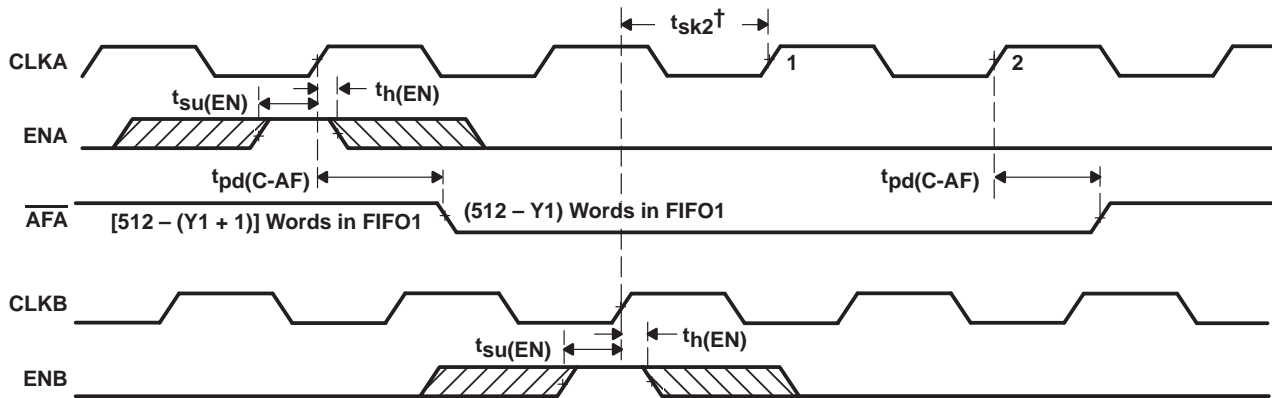 tsk2†
CLKA
1
2
tsu(EN)
th(EN)
ENA
tpd(C-AF)
tpd(C-AF)
AFA
[512 – (Y1 + 1)] Words in FIFO1
(512 – Y1) Words in FIFO1
CLKB
tsu(EN)
th(EN)
ENB